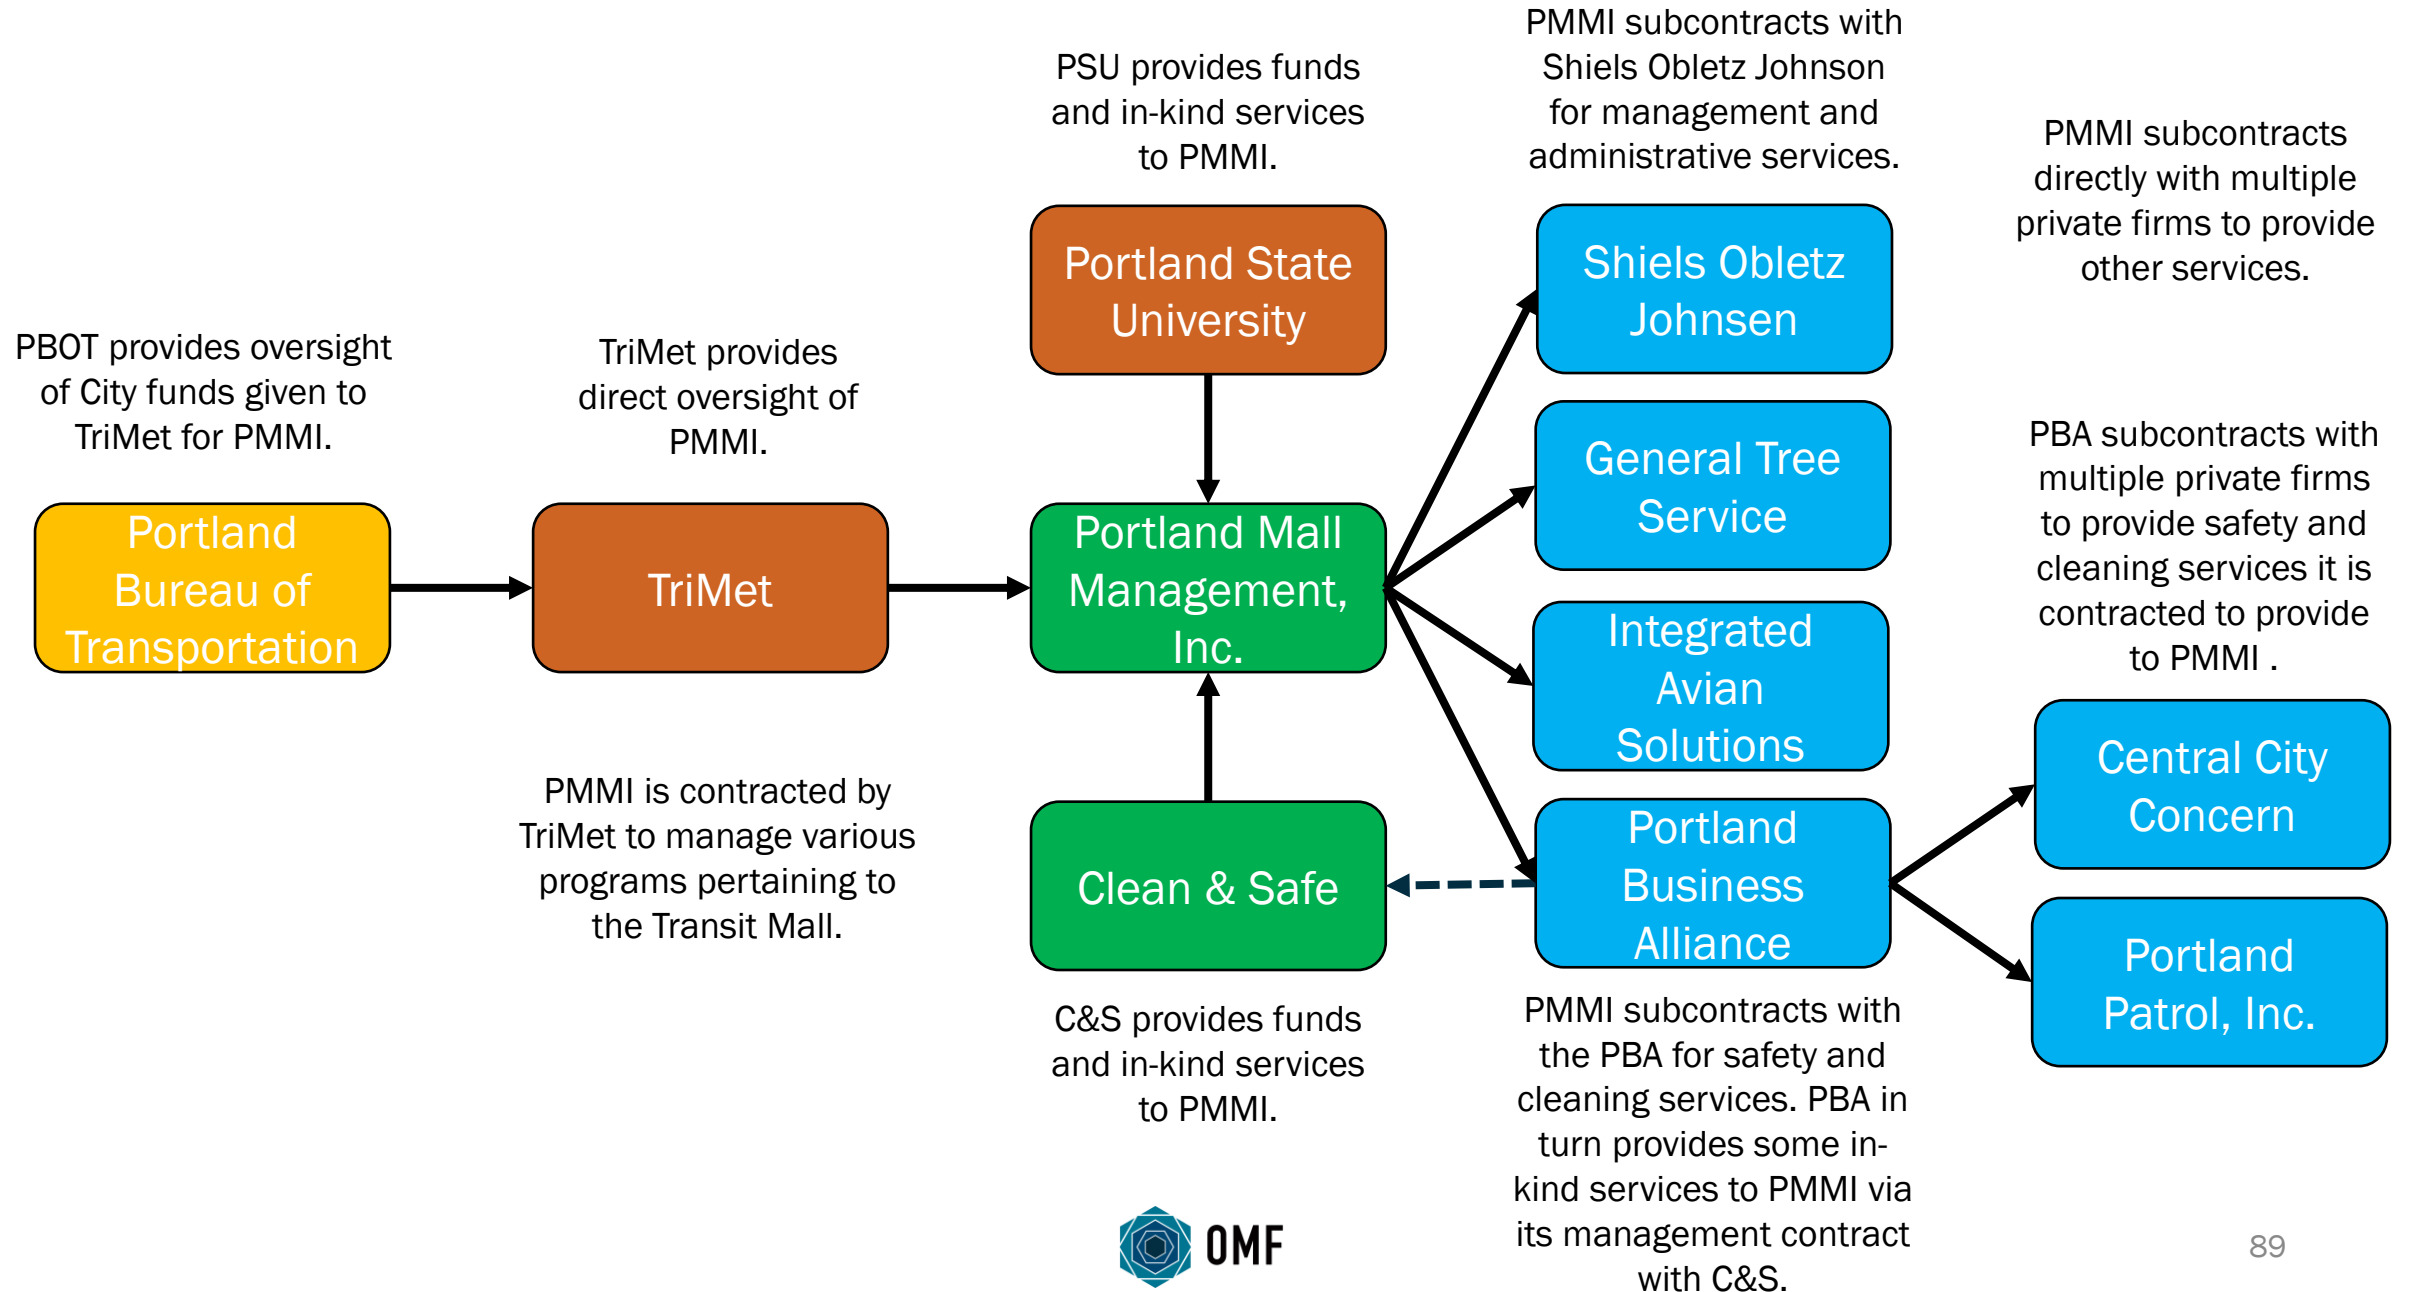 PMMI subcontracts with
Shiels Obletz Johnson
for management and
administrative services.
PSU provides funds
and in-kind services
to PMMI.
PMMI subcontracts
directly with multiple
private firms to provide
other services.
Portland State
University
Shiels Obletz
Johnsen
PBOT provides oversight
of City funds given to
TriMet for PMMI.
TriMet provides
direct oversight of
PMMI.
General Tree
Service
PBA subcontracts with
multiple private firms
to provide safety and
cleaning services it is
contracted to provide
to PMMI .
Portland
Bureau of
Transportation
TriMet
Portland Mall
Management,
Inc.
Integrated
Avian
Solutions
Central City
Concern
PMMI is contracted by
TriMet to manage various
programs pertaining to
the Transit Mall.
Clean & Safe
Portland
Business
Alliance
Portland
Patrol, Inc.
C&S provides funds
and in-kind services
to PMMI.
PMMI subcontracts with
the PBA for safety and
cleaning services. PBA in
turn provides some in-
kind services to PMMI via
its management contract
with C&S.
OMF
89